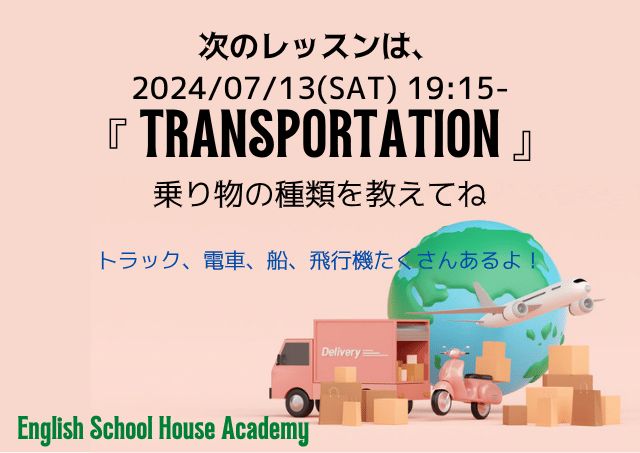 次のレッスンは、
2024/07/13(SAT) 19:15-
『 TRANSPORTATION 』
乗り物の種類を教えてね
トラック、電車、船、飛行機たくさんあるよ！
Delivery
English School House Academy